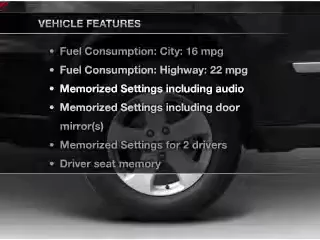 VEHICLE FEATURES
• Fuel Consumption: City: 16 mpg
• Fuel Consumption: Highway: 22 mpg
• Memorized Settings including audio
• Memorized Settings including door
mirror(s)
• Memorized Settings for 2 drivers
• Driver seat memory